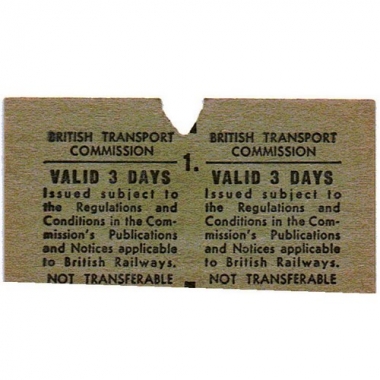 BRITISH TRANSPORT
COMMISSION
VALID 3 DAYS
Issued subject to
the Regulations and
Conditions in the Com-
mission's Publications
and Notices applicable
to British Railways.
NOT TRANSFERABLE
1.
BRITISH TRANSPORT
COMMISSION
VALID 3 DAYS
Issued subject to
the Regulations and
Conditions in the Com-
mission's Publications
and Notices applicable
to British Railways.
NOT TRANSFERABLE